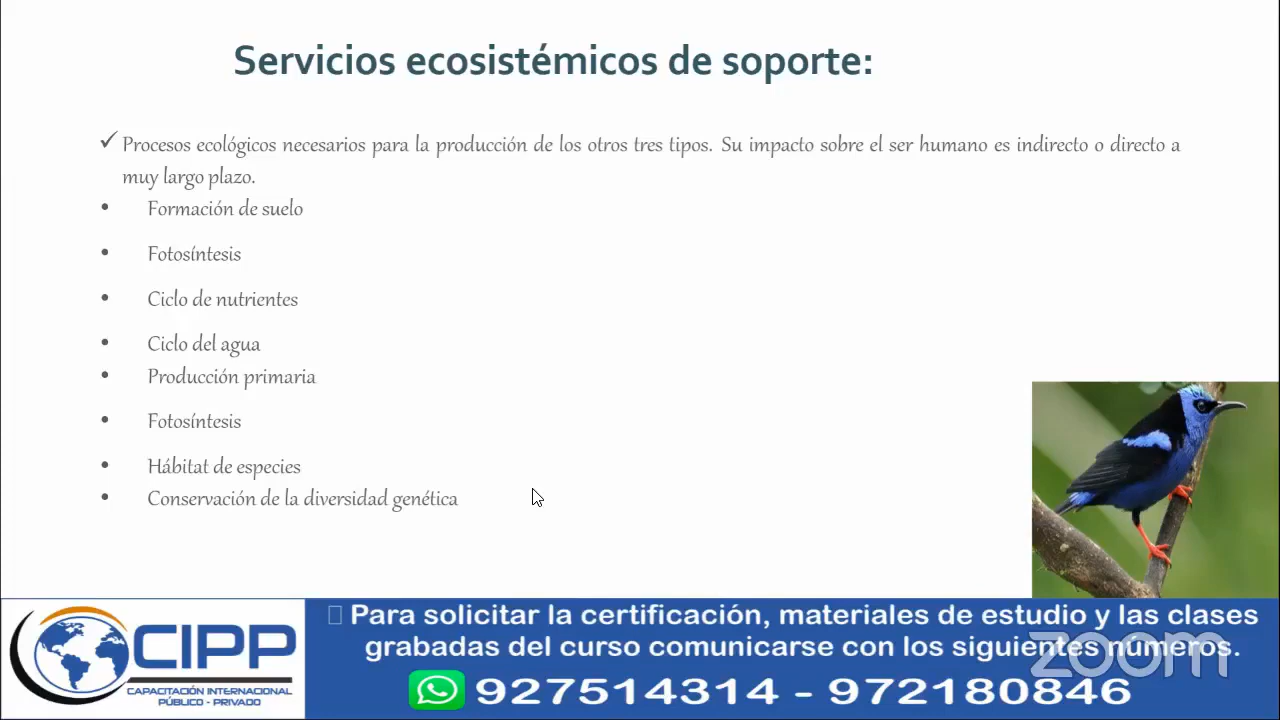 Servicios ecosistémicos de soporte:
✓ Procesos ecológicos necesarios para la producción de los otros tres tipos. Su impacto sobre el ser humano es indirecto o directo a
muy largo plazo.
• Formación de suelo
• Fotosíntesis
• Ciclo de nutrientes
• Ciclo del agua
• Producción primaria
• Fotosíntesis
• Hábitat de especies
• Conservación de la diversidad genética
CIPP
CAPACITACIÓN INTERNACIONAL
PÚBLICO - PRIVADO
Para solicitar la certificación, materiales de estudio y las clases
grabadas del curso comunicarse con los siguientes números.
927514314 - 972180846
zoom